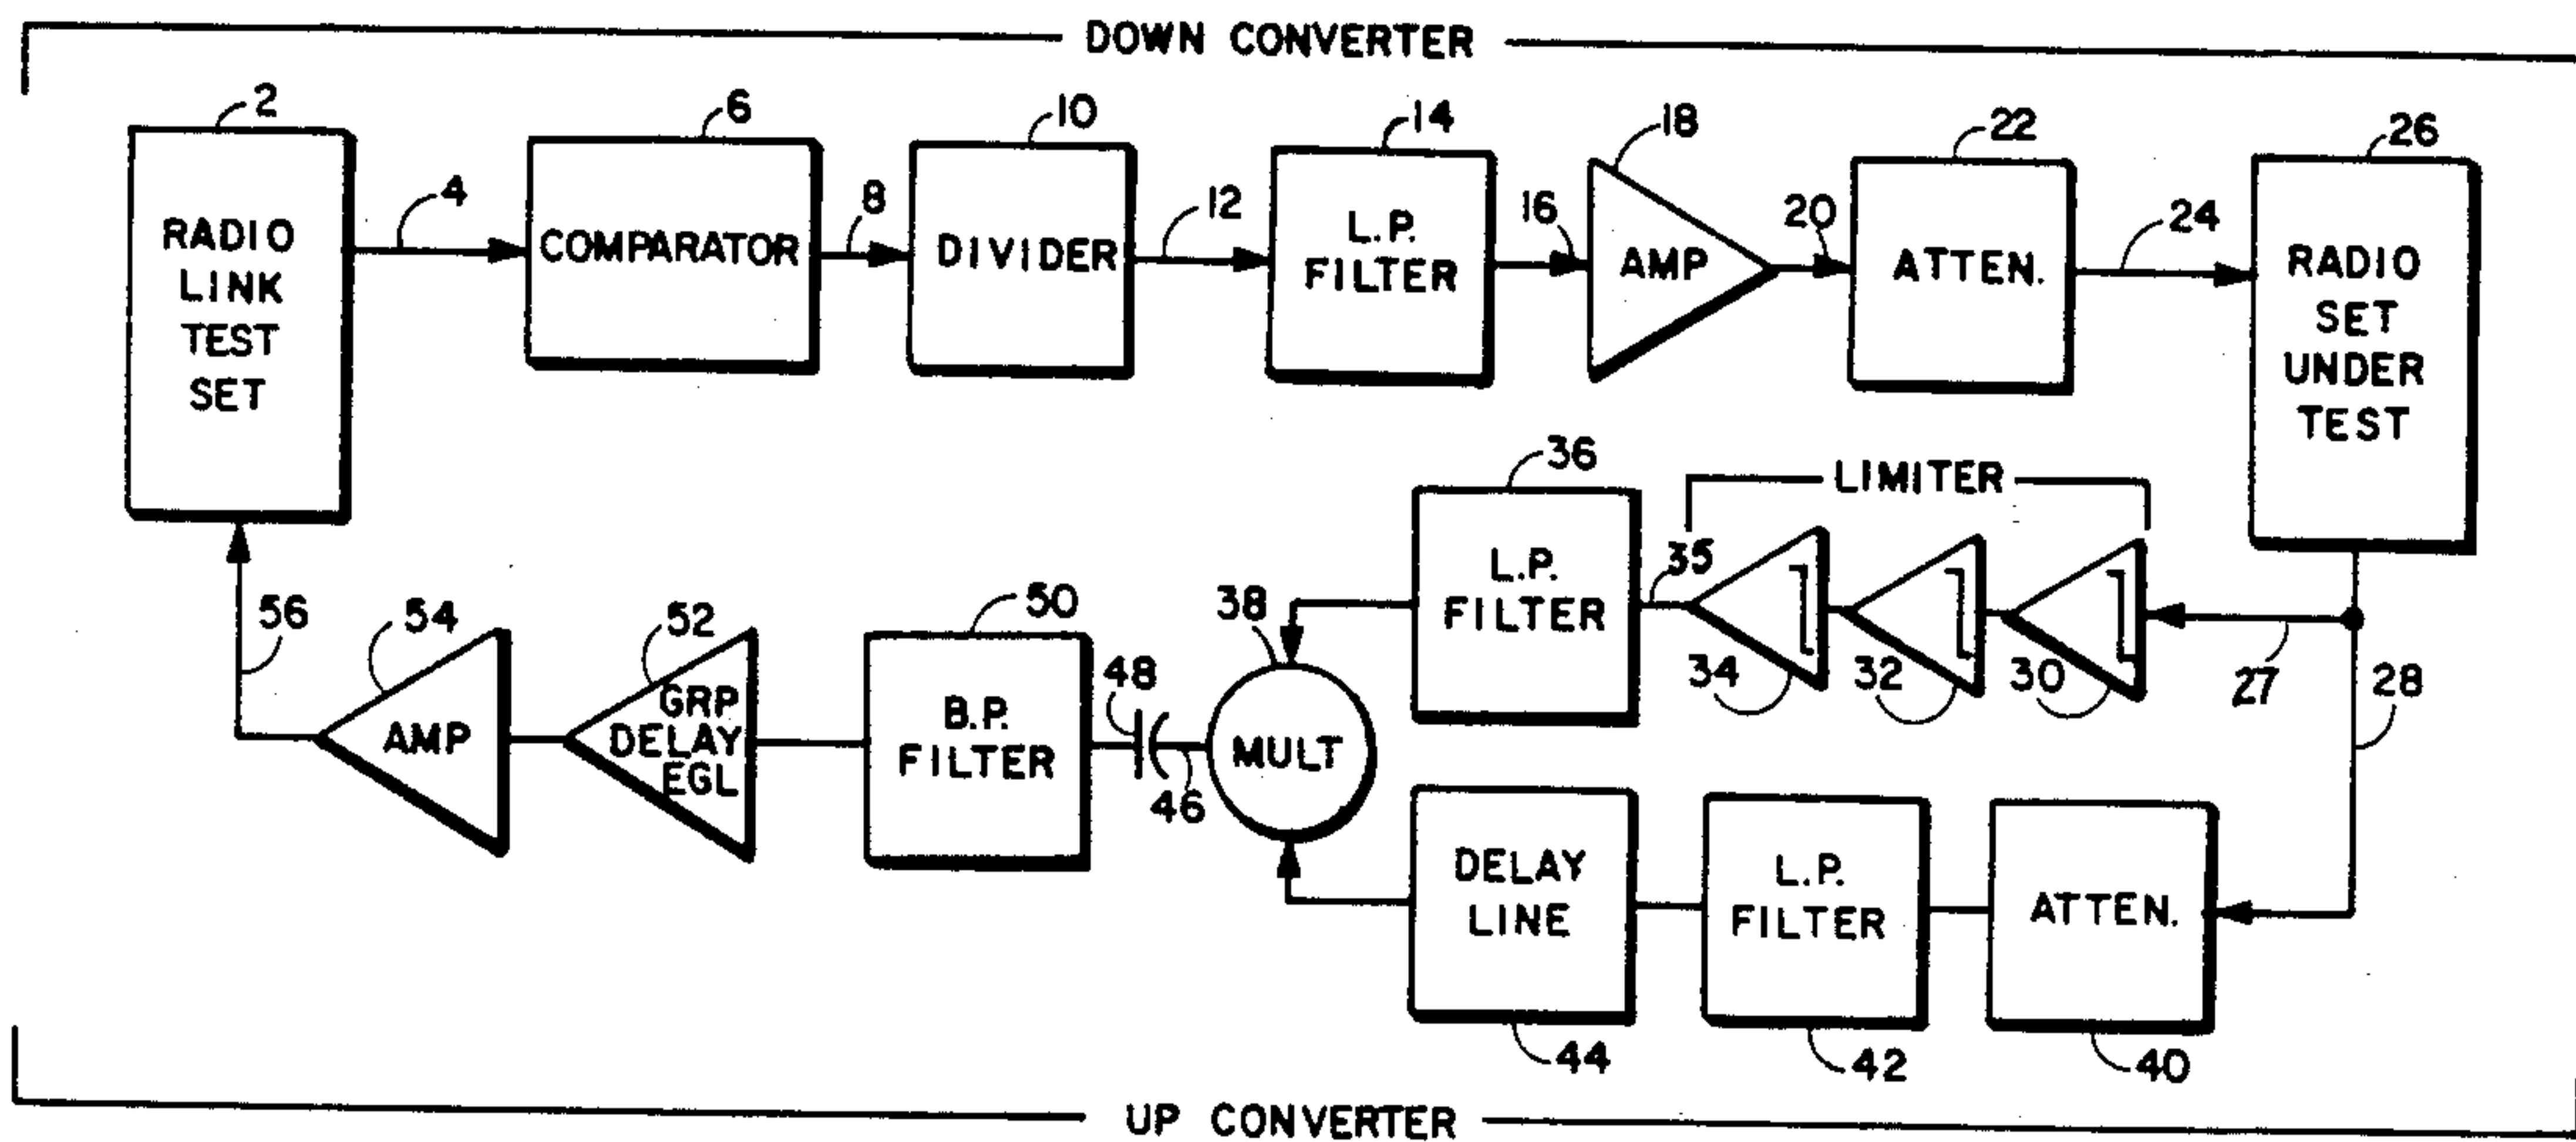 DOWN CONVERTER
2
6
10
14
18
22
26
RADIO
LINK
TEST
SET
4
COMPARATOR
8
DIVIDER
12
L.P.
FILTER
16
AMP
20
ATTEN.
24
RADIO
SET
UNDER
TEST
36
LIMITER
L.P.
FILTER
35
34
32
30
27
28
56
54
AMP
52
GRP
DELAY
EGL
50
B.P.
FILTER
48
46
38
MULT
DELAY
LINE
44
L.P.
FILTER
42
ATTEN.
40
UP CONVERTER